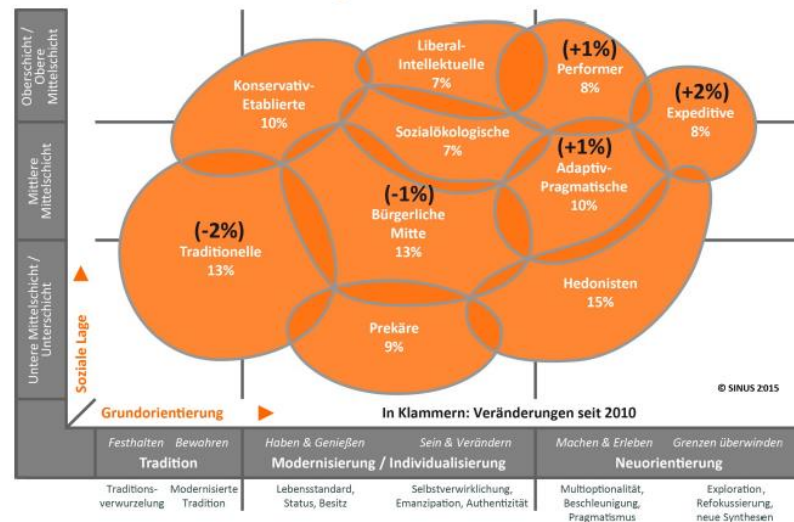 Oberschicht /
Obere
Mittelschicht
Mittlere
Mittelschicht
Untere Mittelschicht /
Unterschicht
Soziale Lage
Konservativ-
Etablierte
10%
Liberal-
Intellektuelle
7%
(+1%)
Performer
8%
(+2%)
Expeditive
8%
Sozialökologische
7%
(+1%)
Adaptiv-
Pragmatische
10%
(-2%)
Traditionelle
13%
(-1%)
Bürgerliche
Mitte
13%
Hedonisten
15%
Prekäre
9%
© SINUS 2015
Grundorientierung
In Klammern: Veränderungen seit 2010
Festhalten Bewahren
Tradition
Haben & Genießen Sein & Verändern
Modernisierung / Individualisierung
Machen & Erleben Grenzen überwinden
Neuorientierung
Traditions-
verwurzelung
Modernisierte
Tradition
Lebensstandard,
Status, Besitz
Selbstverwirklichung,
Emanzipation, Authentizität
Multioptionalität,
Beschleunigung,
Pragmatismus
Exploration,
Refokussierung,
neue Synthesen